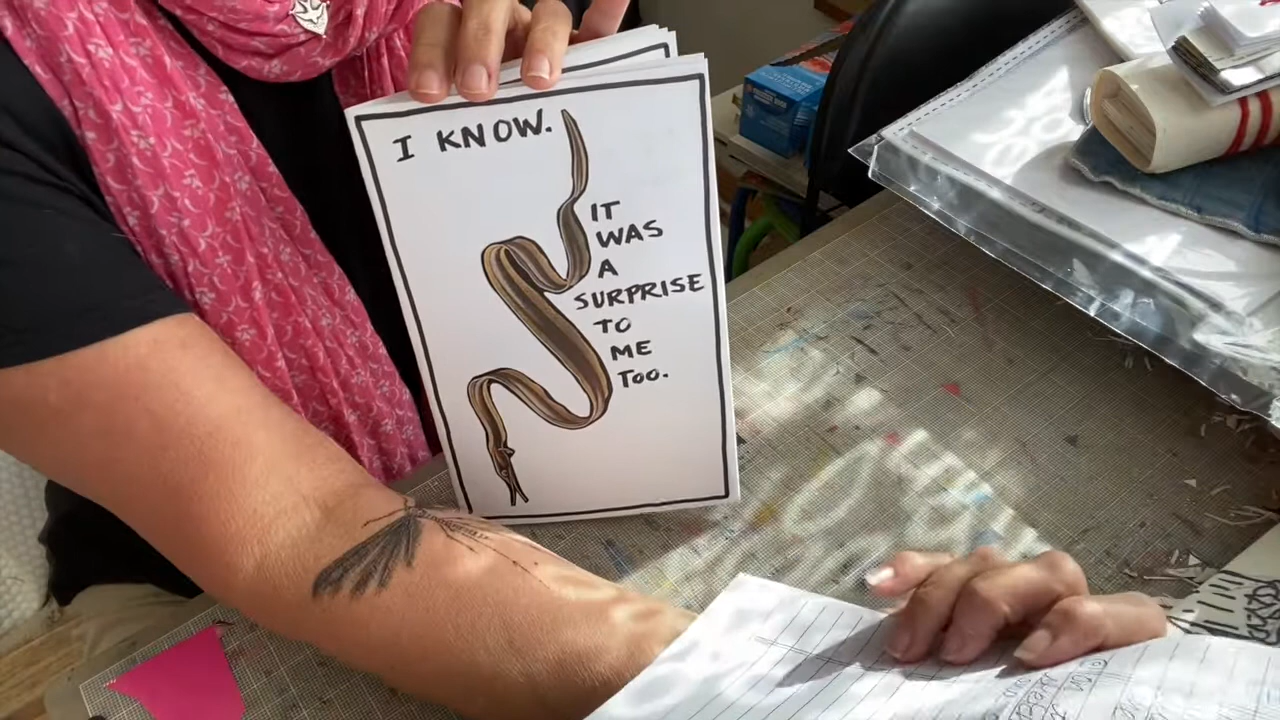 I KNOW.
IT
WAS
A
SURPRISE
TO
ME
TOO.